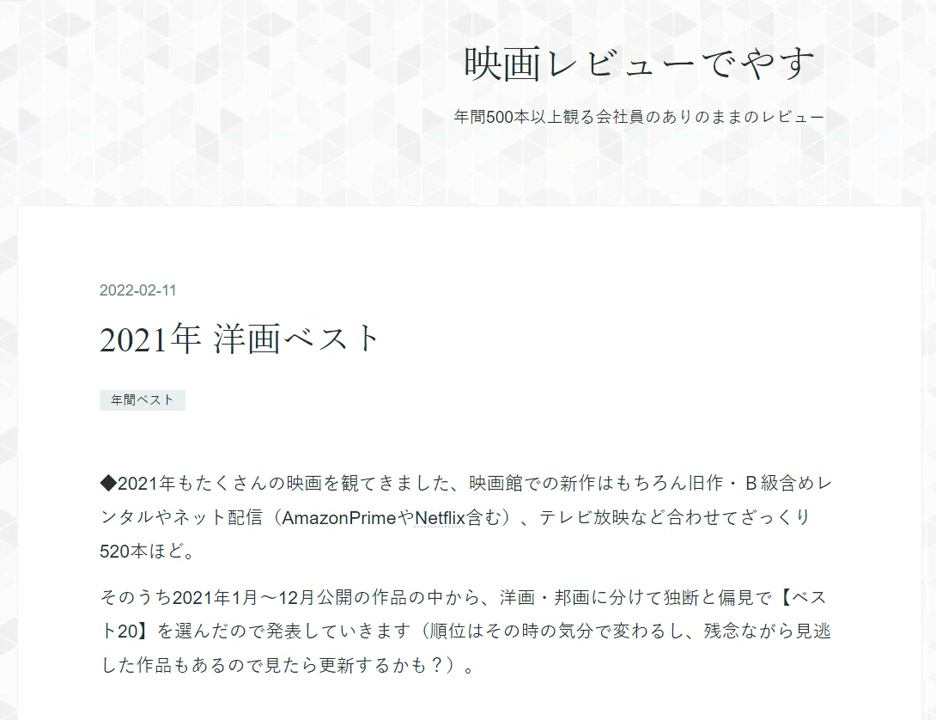 映画レビューでやす
年間500本以上観る会社員のありのままのレビュー
2022-02-11
2021年 洋画ベスト
年間ベスト
◆2021年もたくさんの映画を観てきました、映画館での新作はもちろん旧作・Ｂ級含めレ
ンタルやネット配信（AmazonPrimeやNetflix含む）、テレビ放映など合わせてざっくり
520本ほど。
そのうち2021年1月～12月公開の作品の中から、洋画・邦画に分けて独断と偏見で【ベス
ト20】を選んだので発表していきます（順位はその時の気分で変わるし、残念ながら見逃
した作品もあるので見たら更新するかも？）。